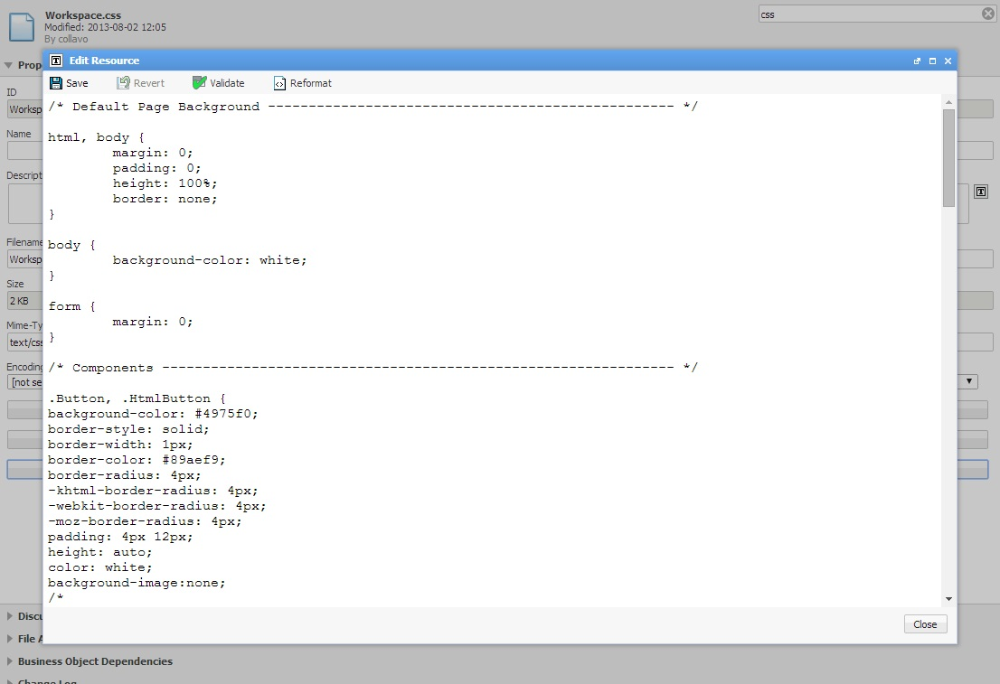 Workspace.css
Modified: 2013-08-02 12:05
By collavo
css
Prop
ID
Worksp
Name
Descript
Filename
Worksp
Size
2 KB
Mime-Ty
text/css
Encoding
[not se
Edit Resource
Save Revert Validate Reformat
/* Default Page Background -------------------------------------------------- */
html, body {
margin: 0;
padding: 0;
height: 100%;
border: none;
}
body {
background-color: white;
}
form {
margin: 0;
}
/* Components --------------------------------------------------------------- */
.Button, .HtmlButton {
background-color: #4975f0;
border-style: solid;
border-width: 1px;
border-color: #89aef9;
border-radius: 4px;
-khtml-border-radius: 4px;
-webkit-border-radius: 4px;
-moz-border-radius: 4px;
padding: 4px 12px;
height: auto;
color: white;
background-image:none;
/*
Close
Discu
File A
Business Object Dependencies
Change Log